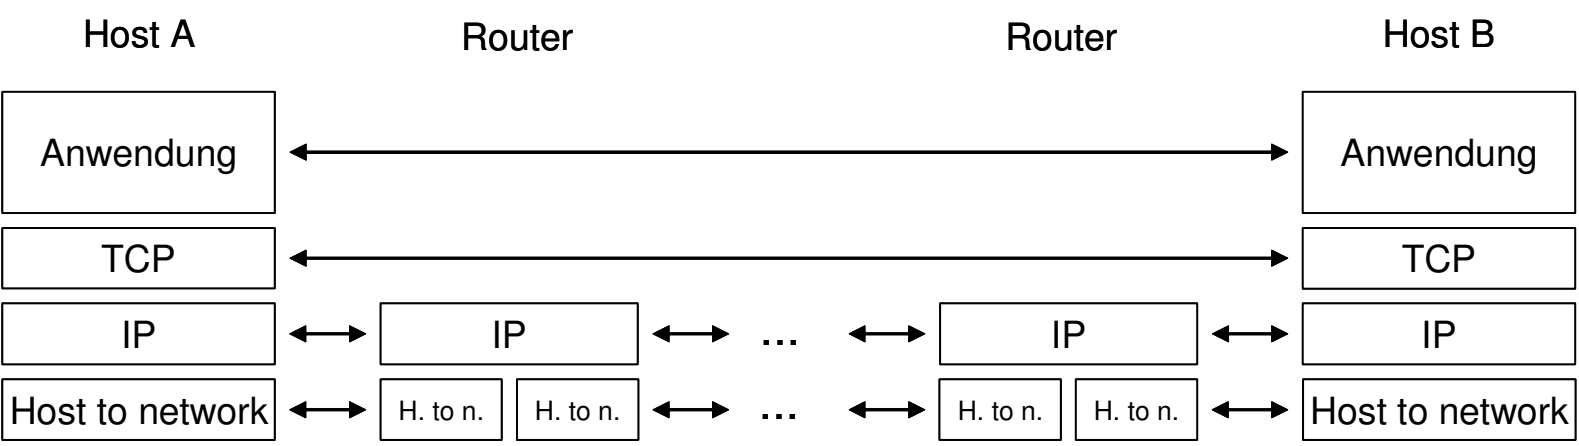 Host A Router Router Host B
Anwendung Anwendung
TCP TCP
IP IP ... IP IP
Host to network H. to n. H. to n. ... H. to n. H. to n. Host to network